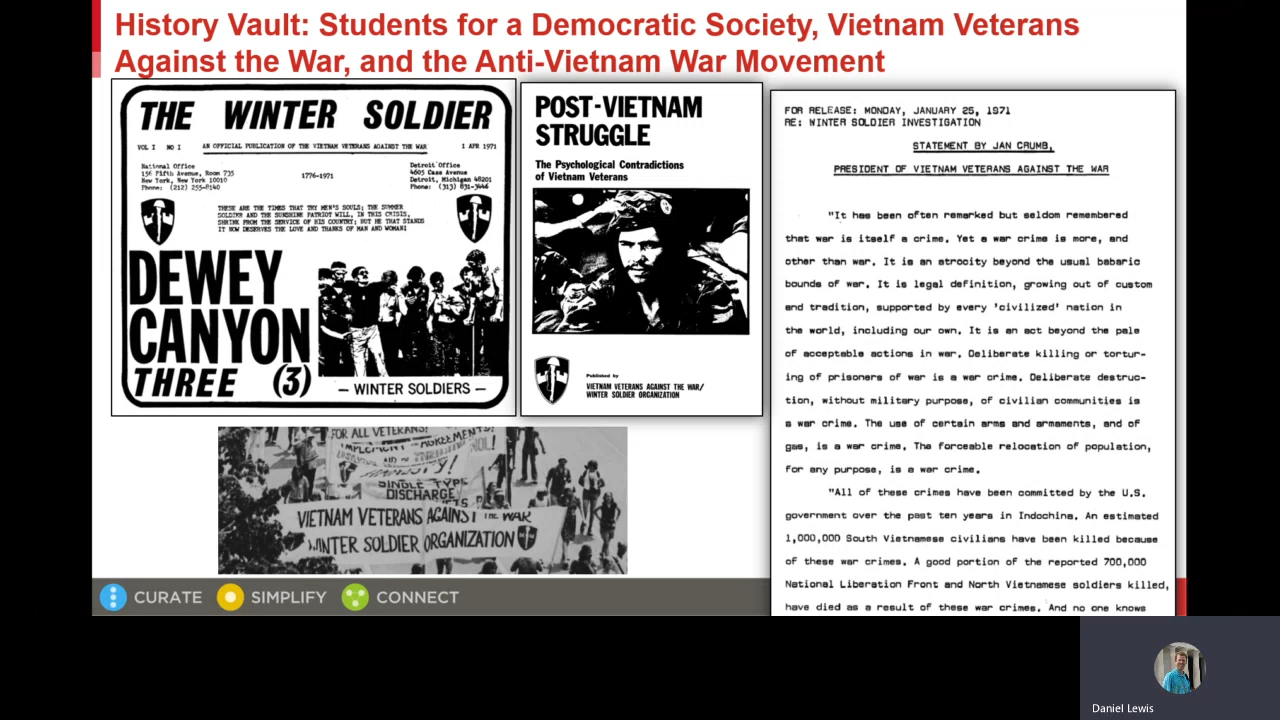 History Vault: Students for a Democratic Society, Vietnam Veterans
Against the War, and the Anti-Vietnam War Movement
THE WINTER SOLDIER
VOL I NO I AN OFFICIAL PUBLICATION OF THE VIETNAM VETERANS AGAINST THE WAR 1 APR 1971
National Office
156 Fifth Avenue, Room 735
New York, New York 10010
Phone: (212) 255-8140
1776-1971
Detroit Office
4605 Cass Avenue
Detroit, Michigan 48201
Phone: (313) 831-3446
THESE ARE THE TIMES THAT TRY MEN'S SOULS; THE SUMMER
SOLDIER AND THE SUNSHINE PATRIOT WILL, IN THIS CRISIS,
SHRINK FROM THE SERVICE OF HIS COUNTRY; BUT HE THAT STANDS
IT NOW DESERVES THE LOVE AND THANKS OF MAN AND WOMAN!
DEWEY
CANYON
THREE (3)
– WINTER SOLDIERS –
POST-VIETNAM
STRUGGLE
The Psychological Contradictions
of Vietnam Veterans
Published by
VIETNAM VETERANS AGAINST THE WAR/
WINTER SOLDIER ORGANIZATION
FOR RELEASE: MONDAY, JANUARY 25, 1971
RE: WINTER SOLDIER INVESTIGATION
STATEMENT BY JAN CRUMB,
PRESIDENT OF VIETNAM VETERANS AGAINST THE WAR
"It has been often remarked but seldom remembered
that war is itself a crime. Yet a war crime is more, and
other than war. It is an atrocity beyond the usual babaric
bounds of war. It is legal definition, growing out of custom
and tradition, supported by every 'civilized' nation in
the world, including our own. It is an act beyond the pale
of acceptable actions in war. Deliberate killing or tortur-
ing of prisoners of war is a war crime. Deliberate destruc-
tion, without military purpose, of civilian communities is
a war crime. The use of certain arms and armaments, and of
gas, is a war crime. The forceable relocation of population,
for any purpose, is a war crime.
"All of these crimes have been committed by the U.S.
government over the past ten years in Indochina. An estimated
1,000,000 South Vietnamese civilians have been killed because
of these war crimes. A good portion of the reported 700,000
National Liberation Front and North Vietnamese soldiers killed,
have died as a result of these war crimes. And no one knows
FOR ALL VETERANS!
IMPLEMENT AGREEMENTS
SINGLE TYPE
DISCHARGE
VIETNAM VETERANS AGAINST THE WAR
WINTER SOLDIER ORGANIZATION
CURATE SIMPLIFY CONNECT
Daniel Lewis